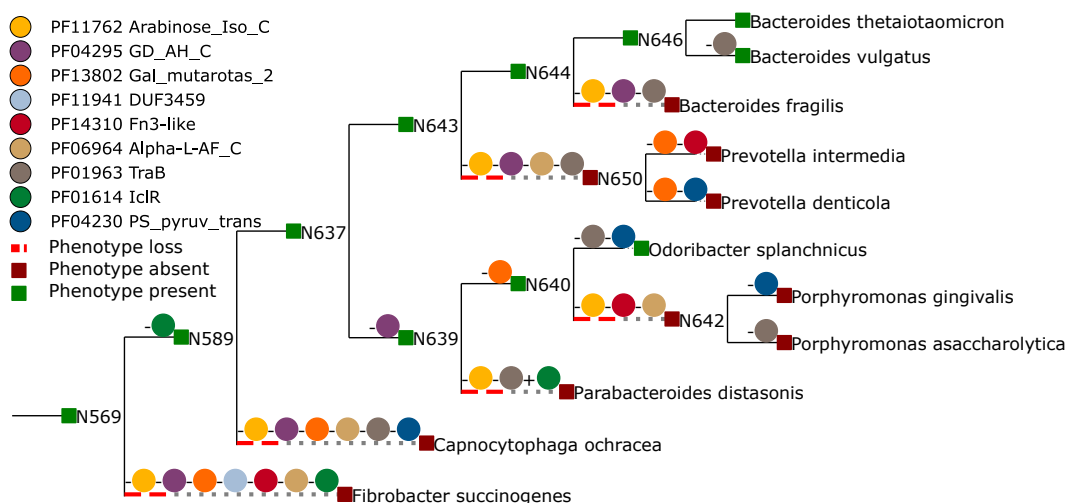 PF11762 Arabinose_Iso_C
PF04295 GD_AH_C
PF13802 Gal_mutarotas_2
PF11941 DUF3459
PF14310 Fn3-like
PF06964 Alpha-L-AF_C
PF01963 TraB
PF01614 IclR
PF04230 PS_pyruv_trans
Phenotype loss
Phenotype absent
Phenotype present
Bacteroides thetaiotaomicron
N646
-
Bacteroides vulgatus
N644
- - -
Bacteroides fragilis
N643
- - - -
N650
- -
Prevotella intermedia
- -
Prevotella denticola
N637
- -
Odoribacter splanchnicus
-
N640
- - -
N642
-
Porphyromonas gingivalis
-
Porphyromonas asaccharolytica
-
N639
- - +
Parabacteroides distasonis
-
N589
- - - - - -
Capnocytophaga ochracea
N569
- - - - - - -
Fibrobacter succinogenes